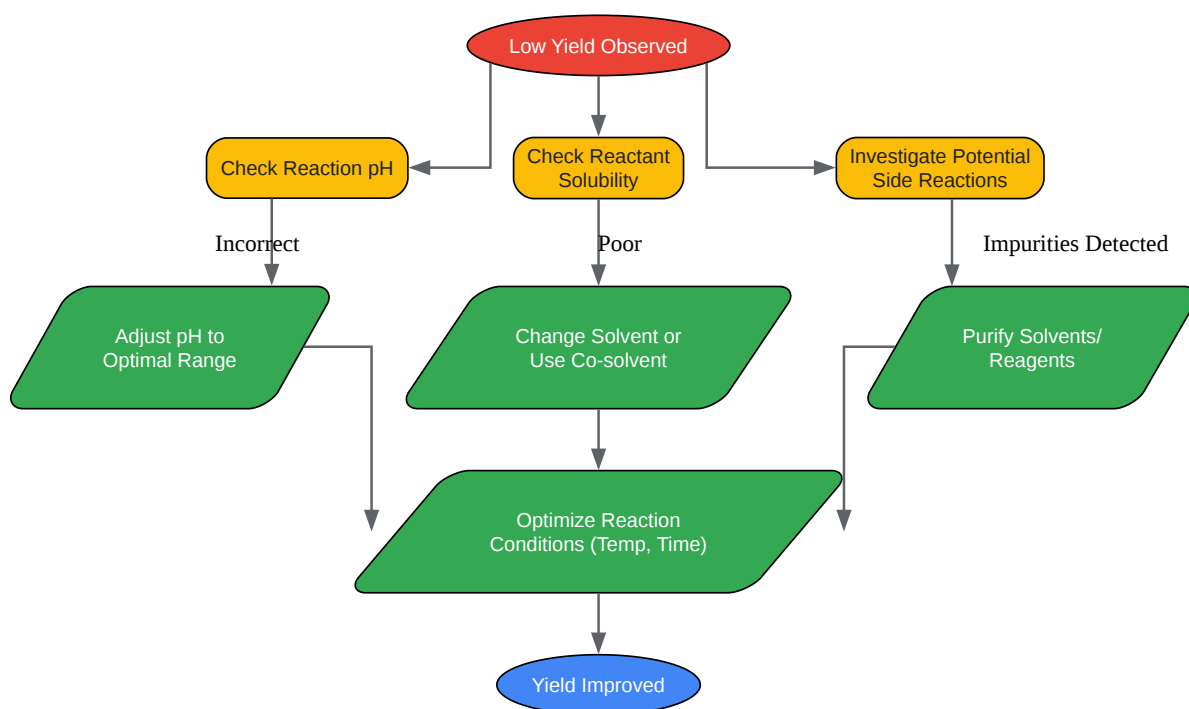 Low Yield Observed
Check Reaction pH
Check Reactant
Solubility
Investigate Potential
Side Reactions
Incorrect
Poor
Impurities Detected
Adjust pH to
Optimal Range
Change Solvent or
Use Co-solvent
Purify Solvents/
Reagents
Optimize Reaction
Conditions (Temp, Time)
Yield Improved